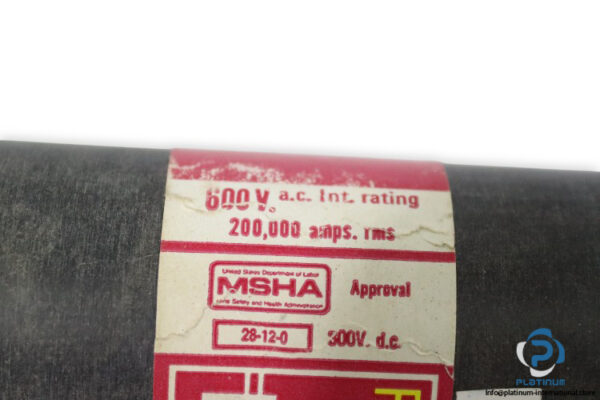 600 V. a.c. Int. rating
200,000 amps. rms
United States Department of Labor
MSHA
Mine Safety and Health Administration
Approval
28-12-0
300V. d.c.
PLATINUM
INTERNATIONAL
info@platinum-international.store